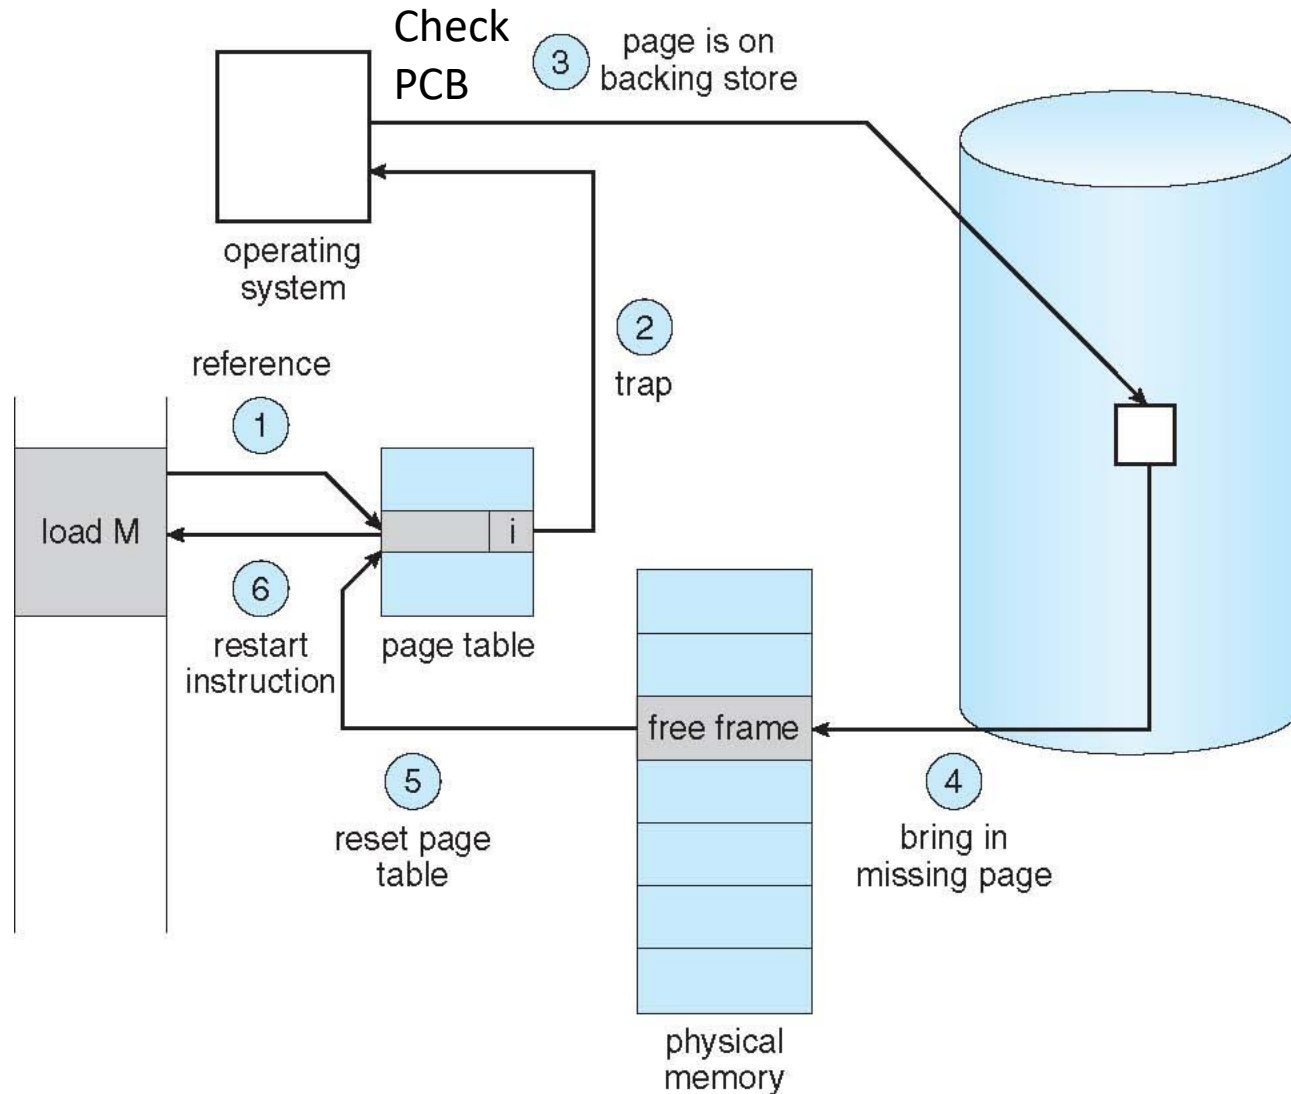 Check
PCB
3
page is on
backing store
operating
system
2
trap
reference
1
load M
i
6
restart
instruction
page table
free frame
5
reset page
table
4
bring in
missing page
physical
memory